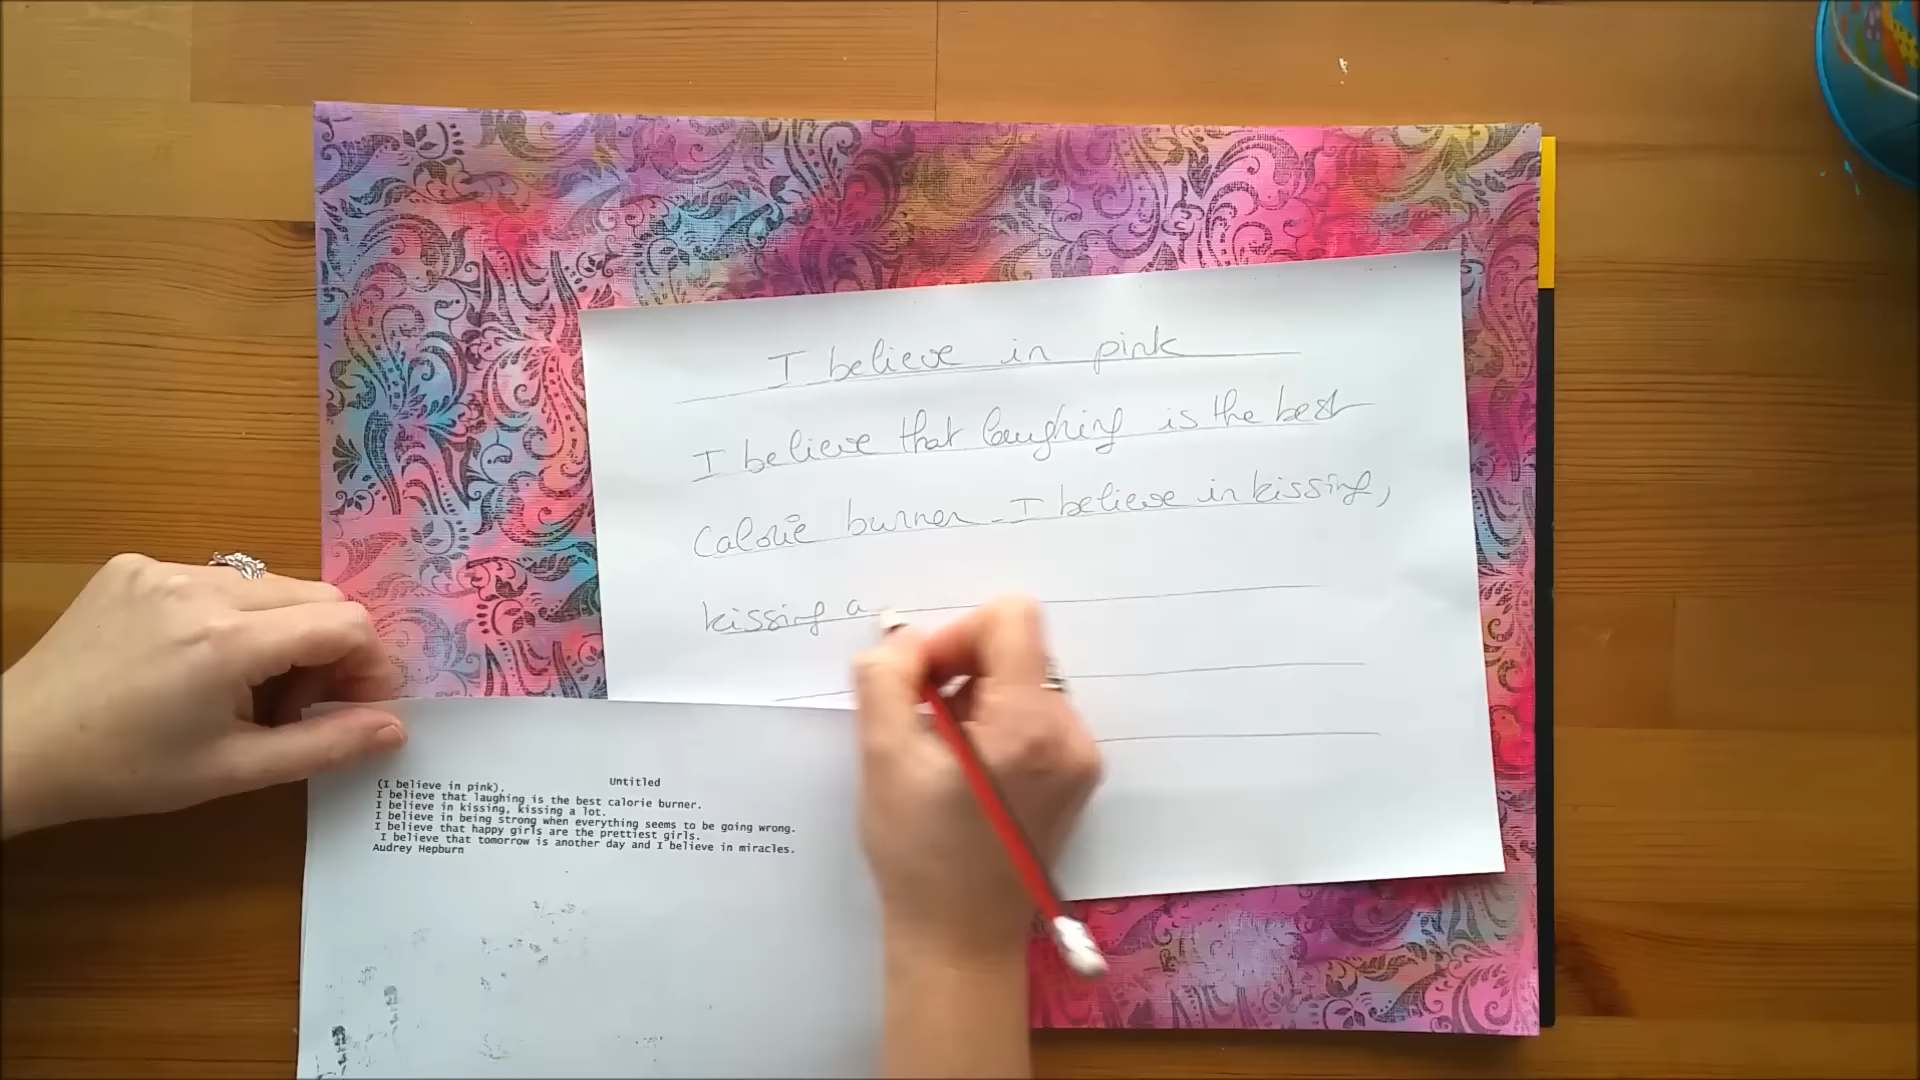 I believe in pink
I believe that laughing is the best
Calorie burner. I believe in kissing,
kissing a
Untitled
(I believe in pink).
I believe that laughing is the best calorie burner.
I believe in kissing, kissing a lot.
I believe in being strong when everything seems to be going wrong.
I believe that happy girls are the prettiest girls.
I believe that tomorrow is another day and I believe in miracles.
Audrey Hepburn